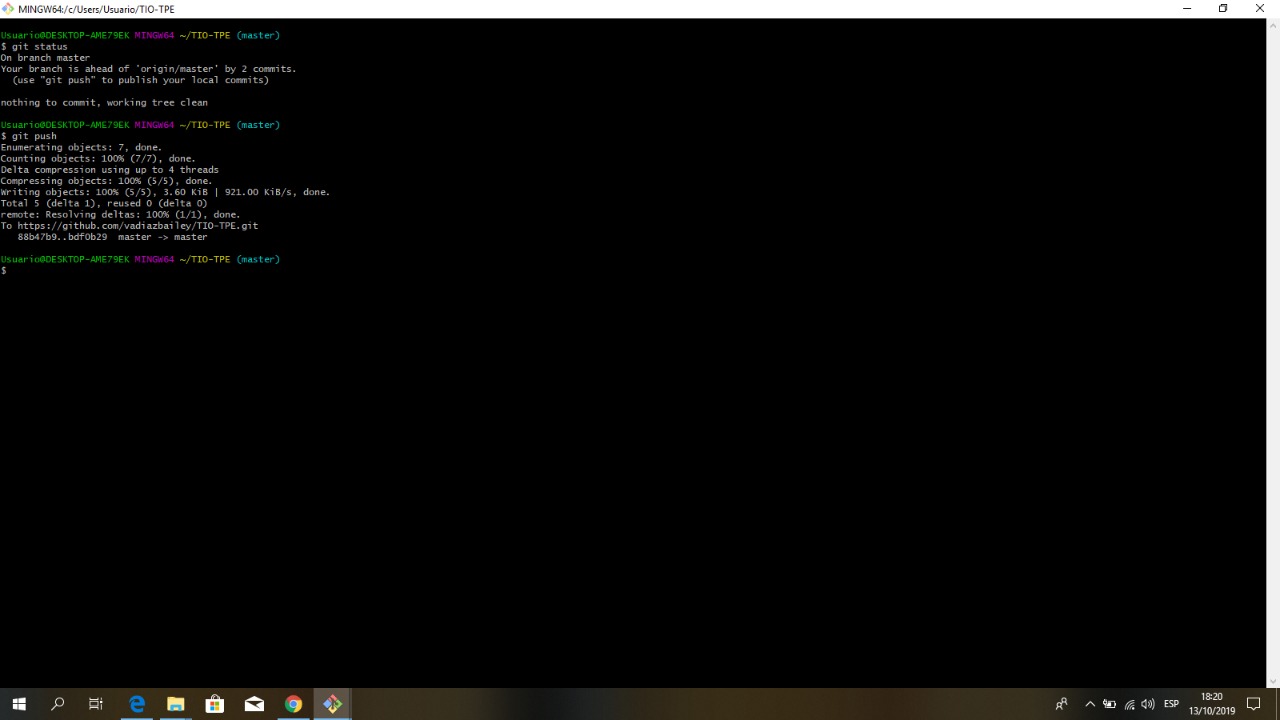 MINGW64:/c/Users/Usuario/TIO-TPE
Usuario@DESKTOP-AME79EK MINGW64 ~/TIO-TPE (master)
$ git status
On branch master
Your branch is ahead of 'origin/master' by 2 commits.
  (use "git push" to publish your local commits)
nothing to commit, working tree clean
Usuario@DESKTOP-AME79EK MINGW64 ~/TIO-TPE (master)
$ git push
Enumerating objects: 7, done.
Counting objects: 100% (7/7), done.
Delta compression using up to 4 threads
Compressing objects: 100% (5/5), done.
Writing objects: 100% (5/5), 3.60 KiB | 921.00 KiB/s, done.
Total 5 (delta 1), reused 0 (delta 0)
remote: Resolving deltas: 100% (1/1), done.
To https://github.com/vadiazbailey/TIO-TPE.git
   88b47b9..bdf0b29  master -> master
Usuario@DESKTOP-AME79EK MINGW64 ~/TIO-TPE (master)
$
ESP
18:20
13/10/2019